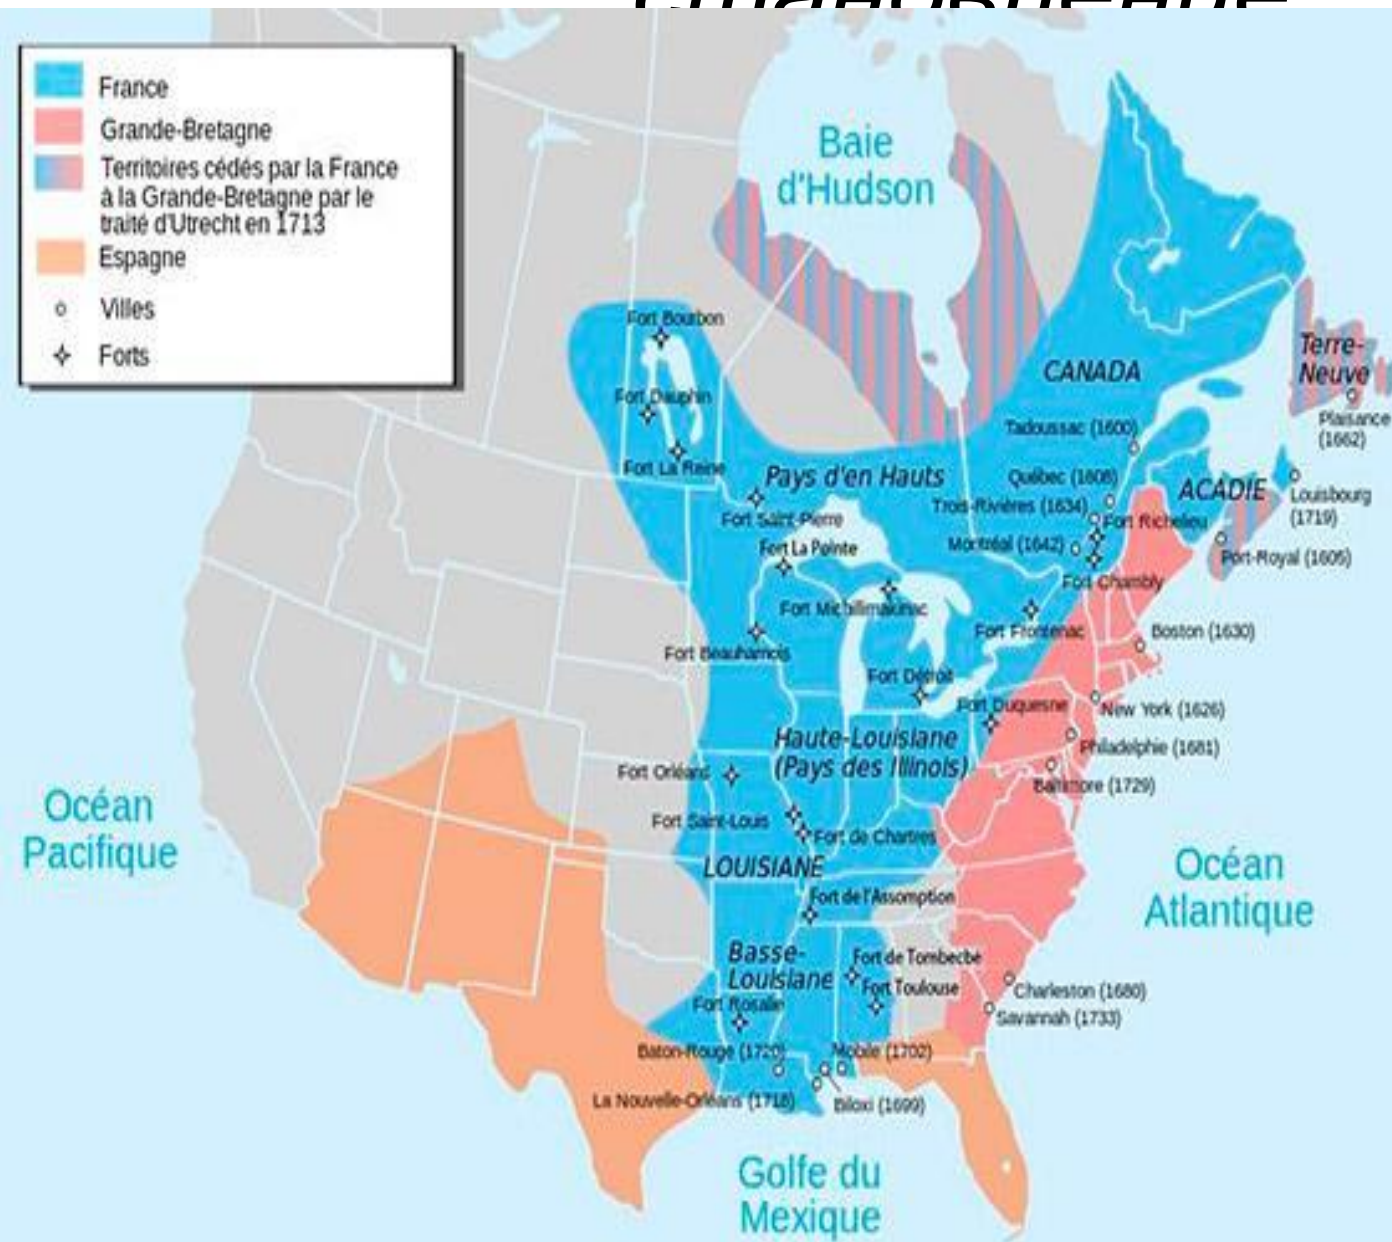 становление
France
Grande-Bretagne
Territoires cédés par la France
à la Grande-Bretagne par le
traité d'Utrecht en 1713
Espagne
Villes
Forts
Baie
d'Hudson
Fort Bourbon
Fort Dauphin
Fort La Reine
CANADA
Terre-
Neuve
Plaisance
(1662)
Tadoussac (1600)
Pays d'en Hauts
Québec (1608)
ACADIE
Louisbourg
(1719)
Trois-Rivières (1634)
Fort Richelieu
Fort Saint-Pierre
Montréal (1642)
Port-Royal (1605)
Fort La Pointe
Fort Chambly
Fort Michilimakinac
Fort Frontenac
Boston (1630)
Fort Beauharnois
Fort Détroit
Fort Duquesne
New York (1626)
Haute-Louisiane
(Pays des Illinois)
Philadelphie (1681)
Fort Orléans
Baltimore (1729)
Océan
Pacifique
Fort Saint-Louis
Fort de Chartres
LOUISIANE
Océan
Atlantique
Fort de l'Assomption
Basse-
Louisiane
Fort de Tombecbe
Fort Toulouse
Charleston (1680)
Fort Rosalie
Savannah (1733)
Baton-Rouge (1720)
Mobile (1702)
La Nouvelle-Orléans (1718)
Biloxi (1699)
Golfe du
Mexique